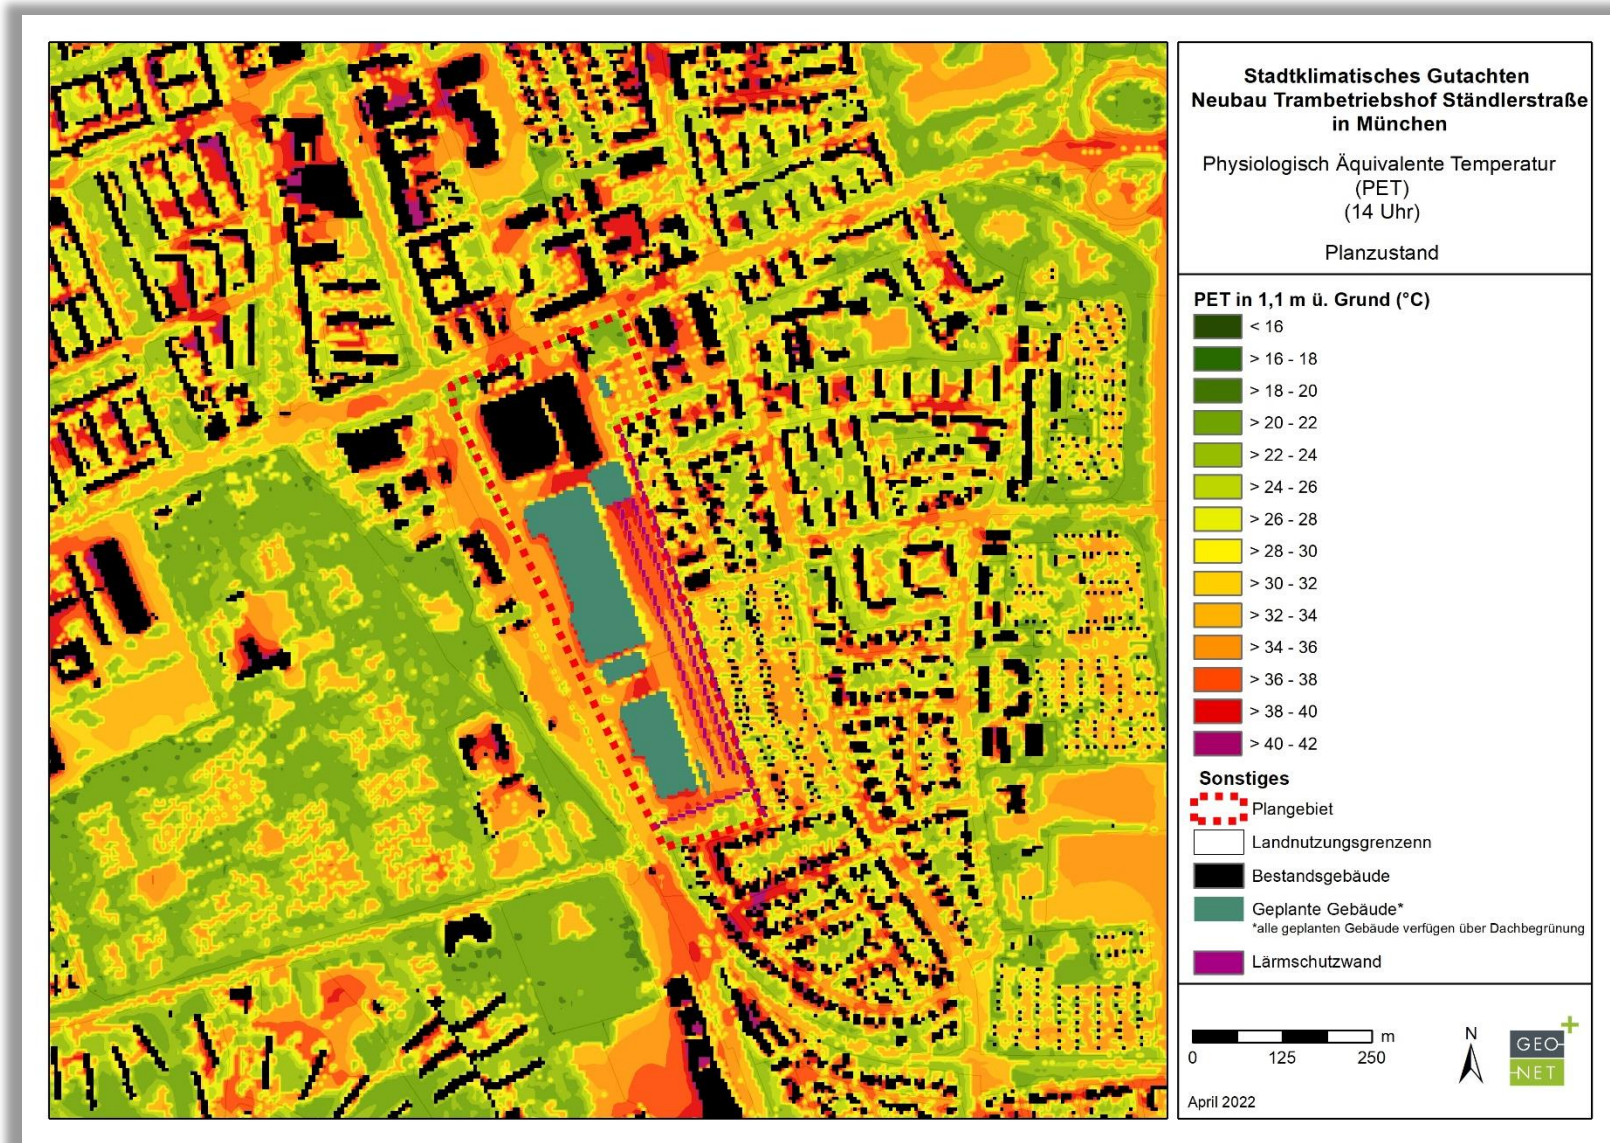 Stadtklimatisches Gutachten
Neubau Trambetriebshof Ständlerstraße
in München
Physiologisch Äquivalente Temperatur
(PET)
(14 Uhr)
Planzustand
PET in 1,1 m ü. Grund (°C)
< 16
> 16 - 18
> 18 - 20
> 20 - 22
> 22 - 24
> 24 - 26
> 26 - 28
> 28 - 30
> 30 - 32
> 32 - 34
> 34 - 36
> 36 - 38
> 38 - 40
> 40 - 42
Sonstiges
Plangebiet
Landnutzungsgrenzenn
Bestandsgebäude
Geplante Gebäude*
*alle geplanten Gebäude verfügen über Dachbegrünung
Lärmschutzwand
m
0 125 250
N
GEO-
-NET
April 2022